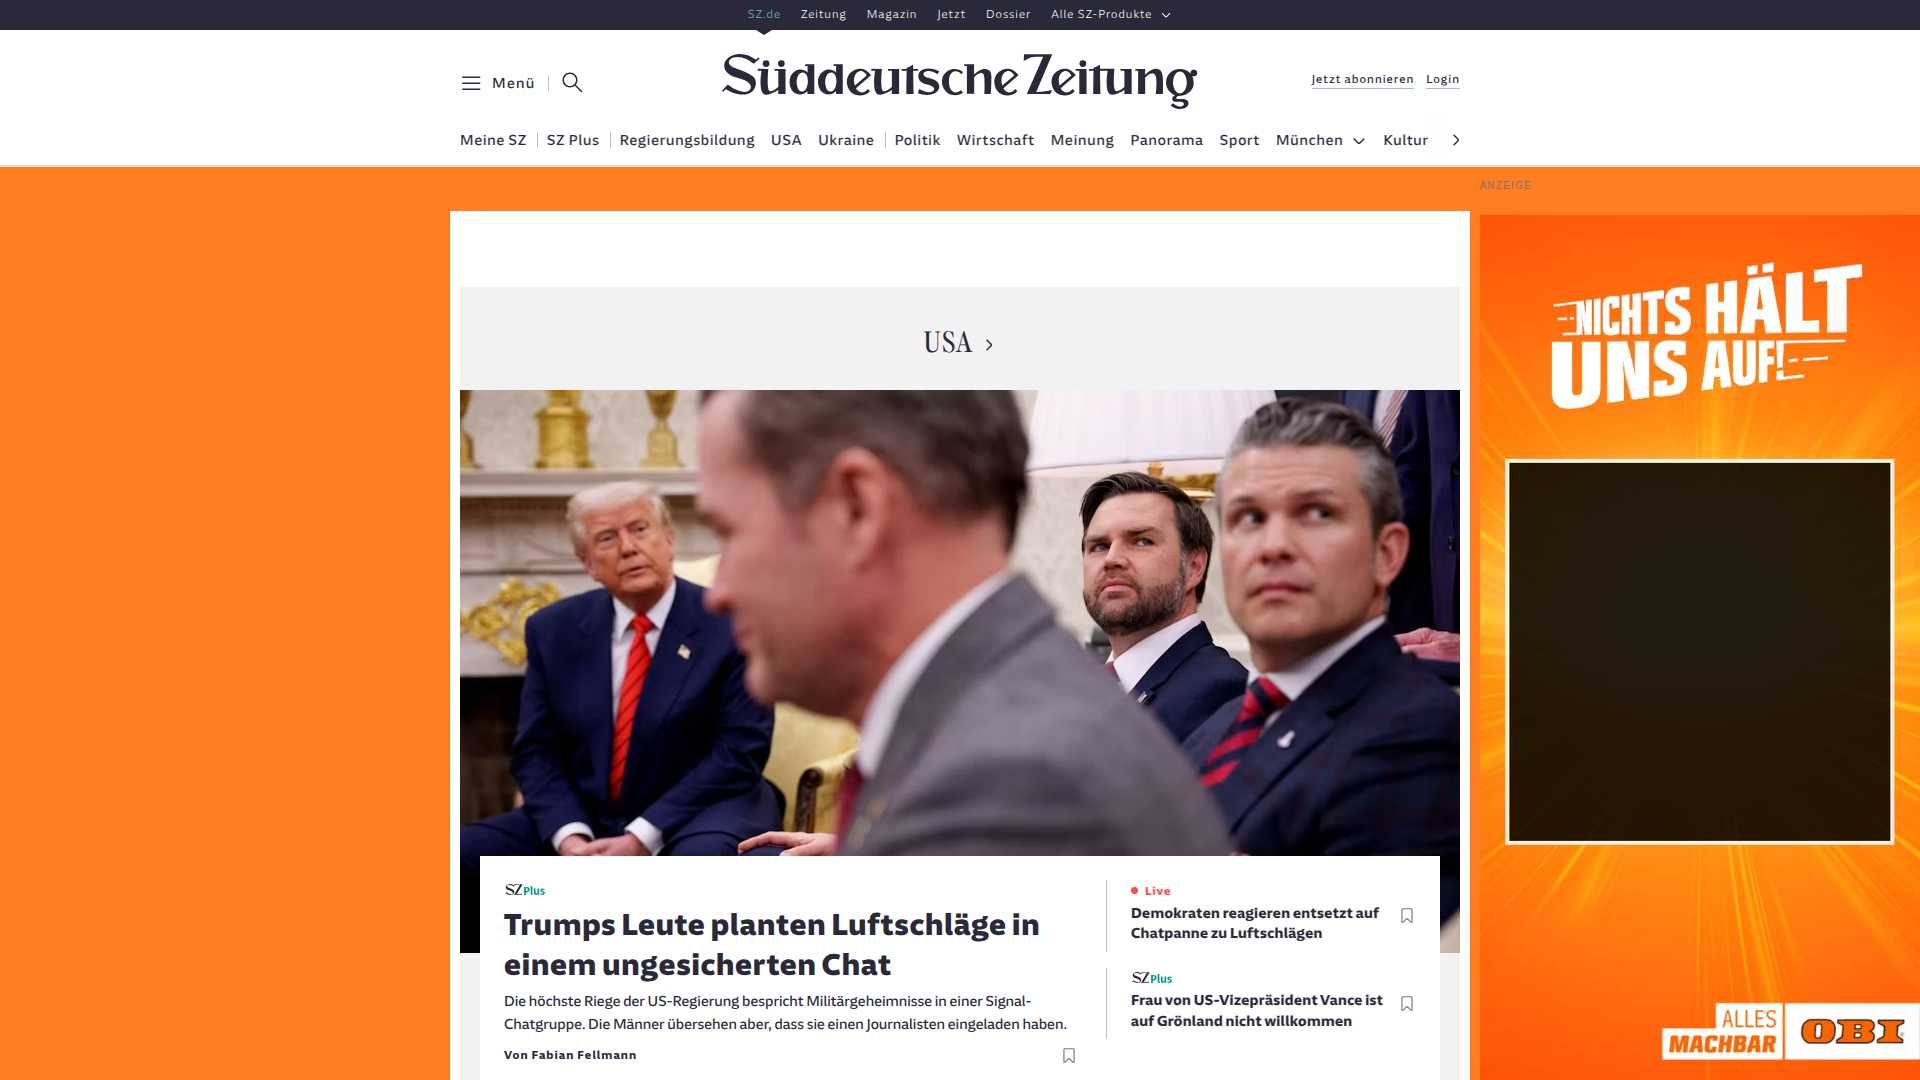 SZ.de Zeitung Magazin Jetzt Dossier Alle SZ-Produkte
Menü
Süddeutsche Zeitung
Jetzt abonnieren Login
Meine SZ SZ Plus Regierungsbildung USA Ukraine Politik Wirtschaft Meinung Panorama Sport München Kultur
ANZEIGE
NICHTS HÄLT
UNS AUF!
USA
SZ Plus
Trumps Leute planten Luftschläge in
einem ungesicherten Chat
Die höchste Riege der US-Regierung bespricht Militärgeheimnisse in einer Signal-
Chatgruppe. Die Männer übersehen aber, dass sie einen Journalisten eingeladen haben.
Von Fabian Fellmann
Live
Demokraten reagieren entsetzt auf
Chatpanne zu Luftschlägen
SZ Plus
Frau von US-Vizepräsident Vance ist
auf Grönland nicht willkommen
ALLES
MACHBAR
OBI